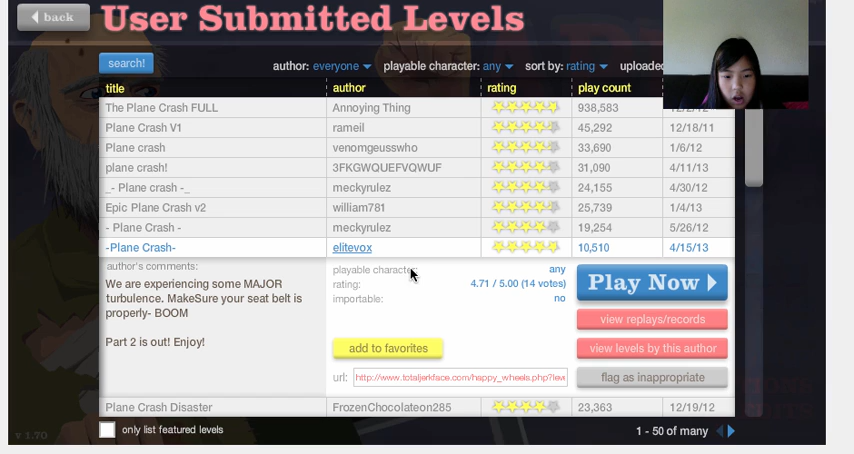 back
User Submitted Levels
search!
author: everyone playable character: any sort by: rating uploaded
title author rating play count
The Plane Crash FULL Annoying Thing 938,583
Plane Crash V1 rameil 45,292 12/18/11
Plane crash venomgeusswho 33,690 1/6/12
plane crash! 3FKGWQUEFVQWUF 31,090 4/11/13
_- Plane crash -_ meckyrulez 24,155 4/30/12
Epic Plane Crash v2 william781 25,739 1/4/13
- Plane Crash - meckyrulez 19,254 5/26/12
-Plane Crash- elitevox 10,510 4/15/13
author's comments:
We are experiencing some MAJOR
turbulence. MakeSure your seat belt is
properly- BOOM
Part 2 is out! Enjoy!
playable character any
rating: 4.71 / 5.00 (14 votes)
importable: no
add to favorites
url: http://www.totaljerkface.com/happy_wheels.php?lev
Play Now
view replays/records
view levels by this author
flag as inappropriate
Plane Crash Disaster FrozenChocolateon285 23,363 12/19/12
v 1.70
only list featured levels
1 - 50 of many